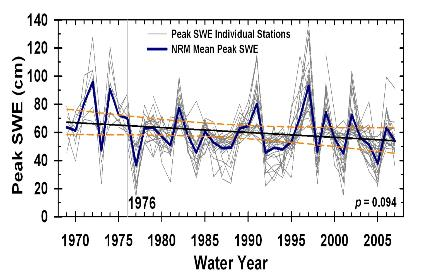 140
Peak SWE Individual Stations
120
NRM Mean Peak SWE
100
80
60
40
20
0
Peak SWE (cm)
1976
p = 0.094
1970 1975 1980 1985 1990 1995 2000 2005
Water Year